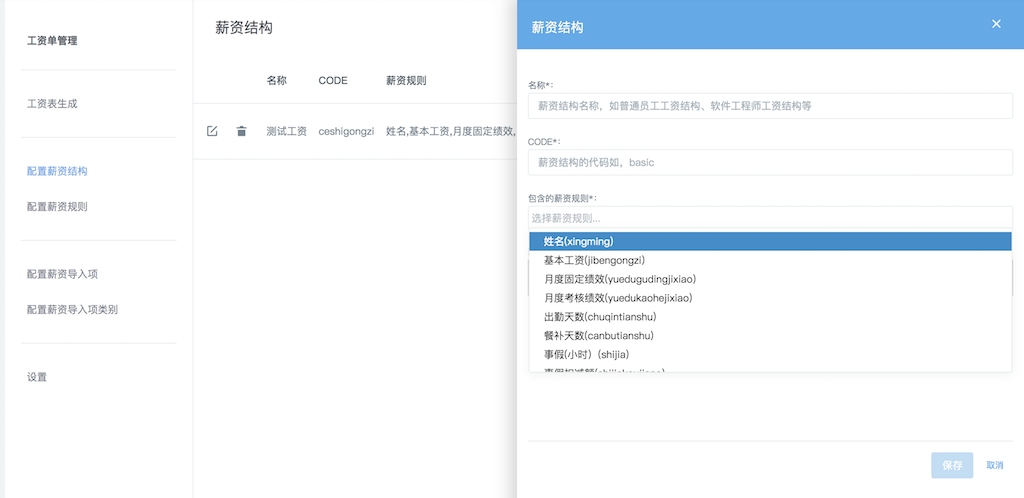 工资单管理
工资表生成
配置薪资结构
配置薪资规则
配置薪资导入项
配置薪资导入项类别
设置
薪资结构
名称 CODE 薪资规则
测试工资 ceshigongzi 姓名,基本工资,月度固定绩效,
薪资结构
名称*:
薪资结构名称，如普通员工工资结构、软件工程师工资结构等
CODE*:
薪资结构的代码如，basic
包含的薪资规则*:
选择薪资规则...
姓名(xingming)
基本工资(jibengongzi)
月度固定绩效(yuedugudingjixiao)
月度考核绩效(yuedukaohejixiao)
出勤天数(chuqintianshu)
餐补天数(canbutianshu)
事假(小时)（shijia)
保存 取消